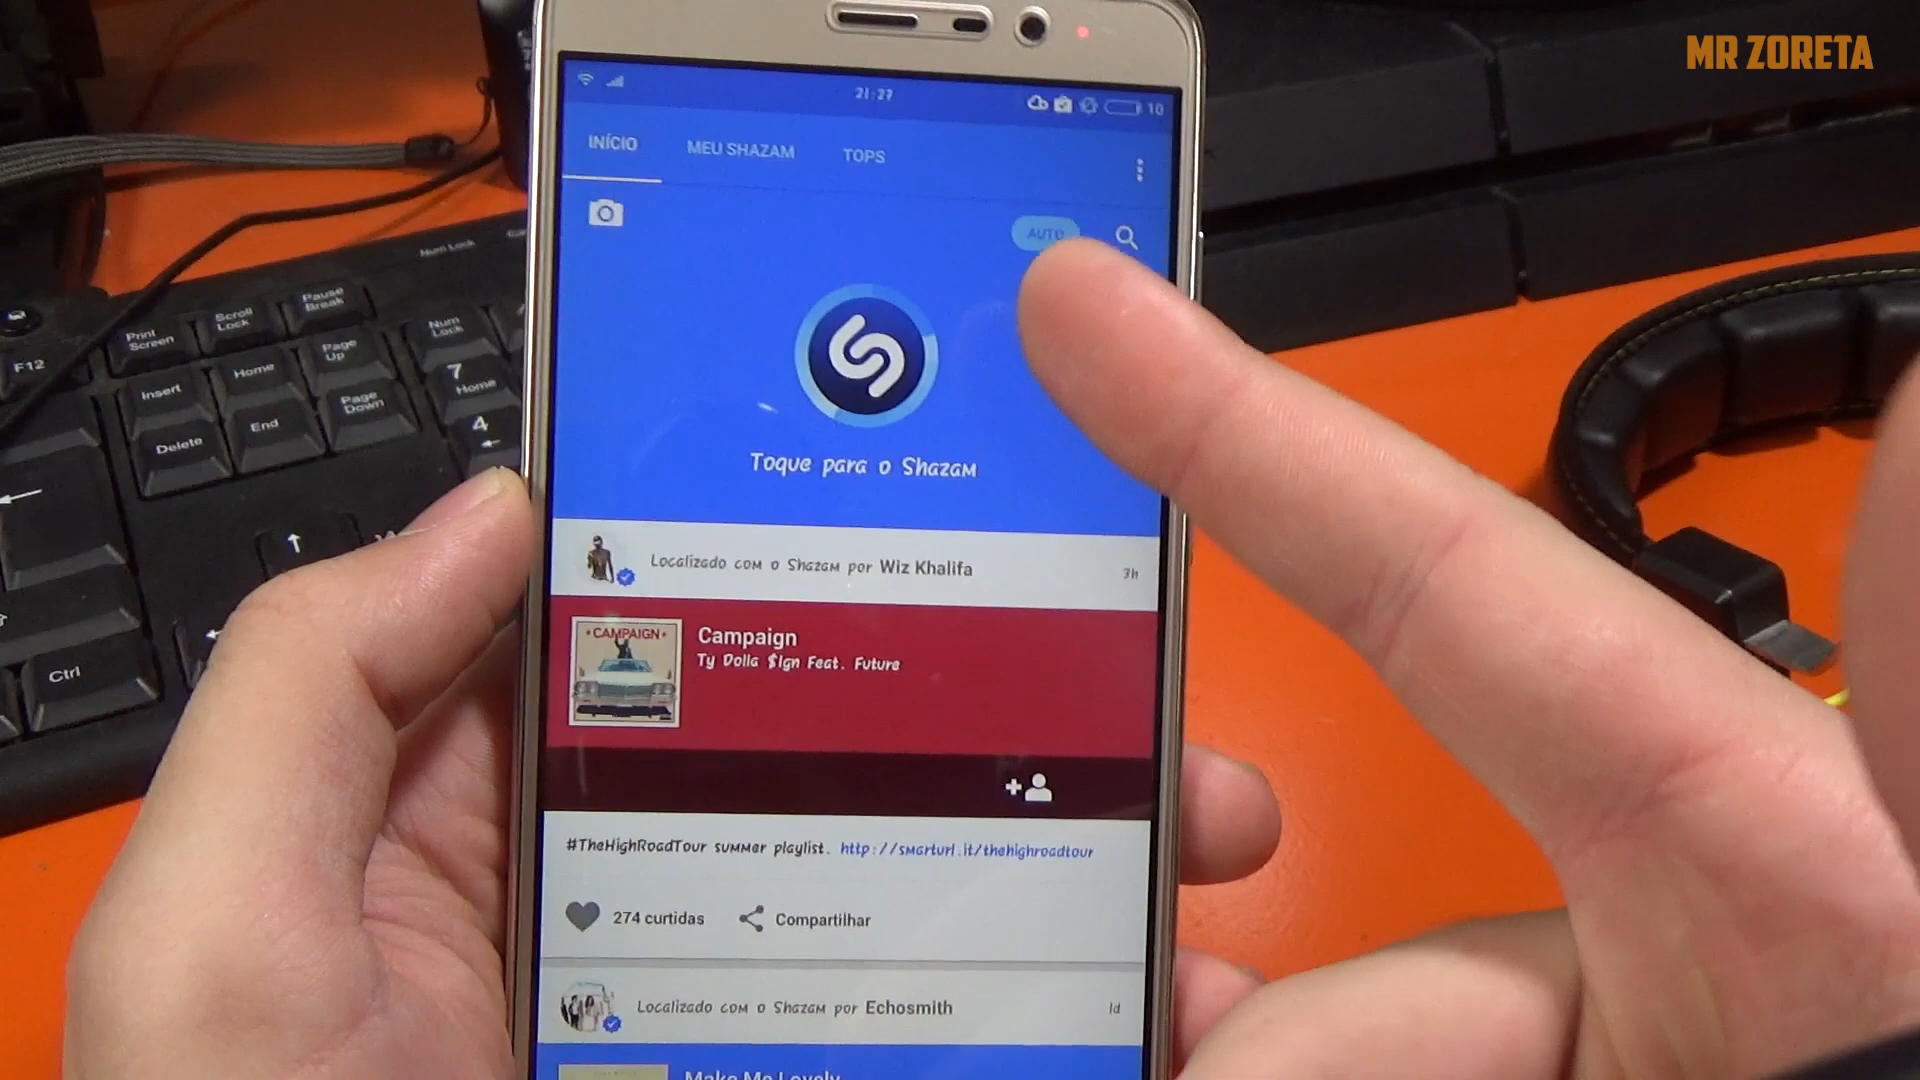 MR ZORETA
21:27
10
INÍCIO
MEU SHAZAM
TOPS
AUTO
Toque para o Shazam
Localizado com o Shazam por Wiz Khalifa
3h
CAMPAIGN
Campaign
Ty Dolla $ign Feat. Future
#TheHighRoadTour summer playlist. http://smarturl.it/thehighroadtour
274 curtidas
Compartilhar
Localizado com o Shazam por Echosmith
1d
Make Me Lovely
Num Lock
Print Screen
Scroll Lock
Pause Break
F12
Insert
Home
Page Up
Num Lock
7 Home
Delete
End
Page Down
4
Ctrl